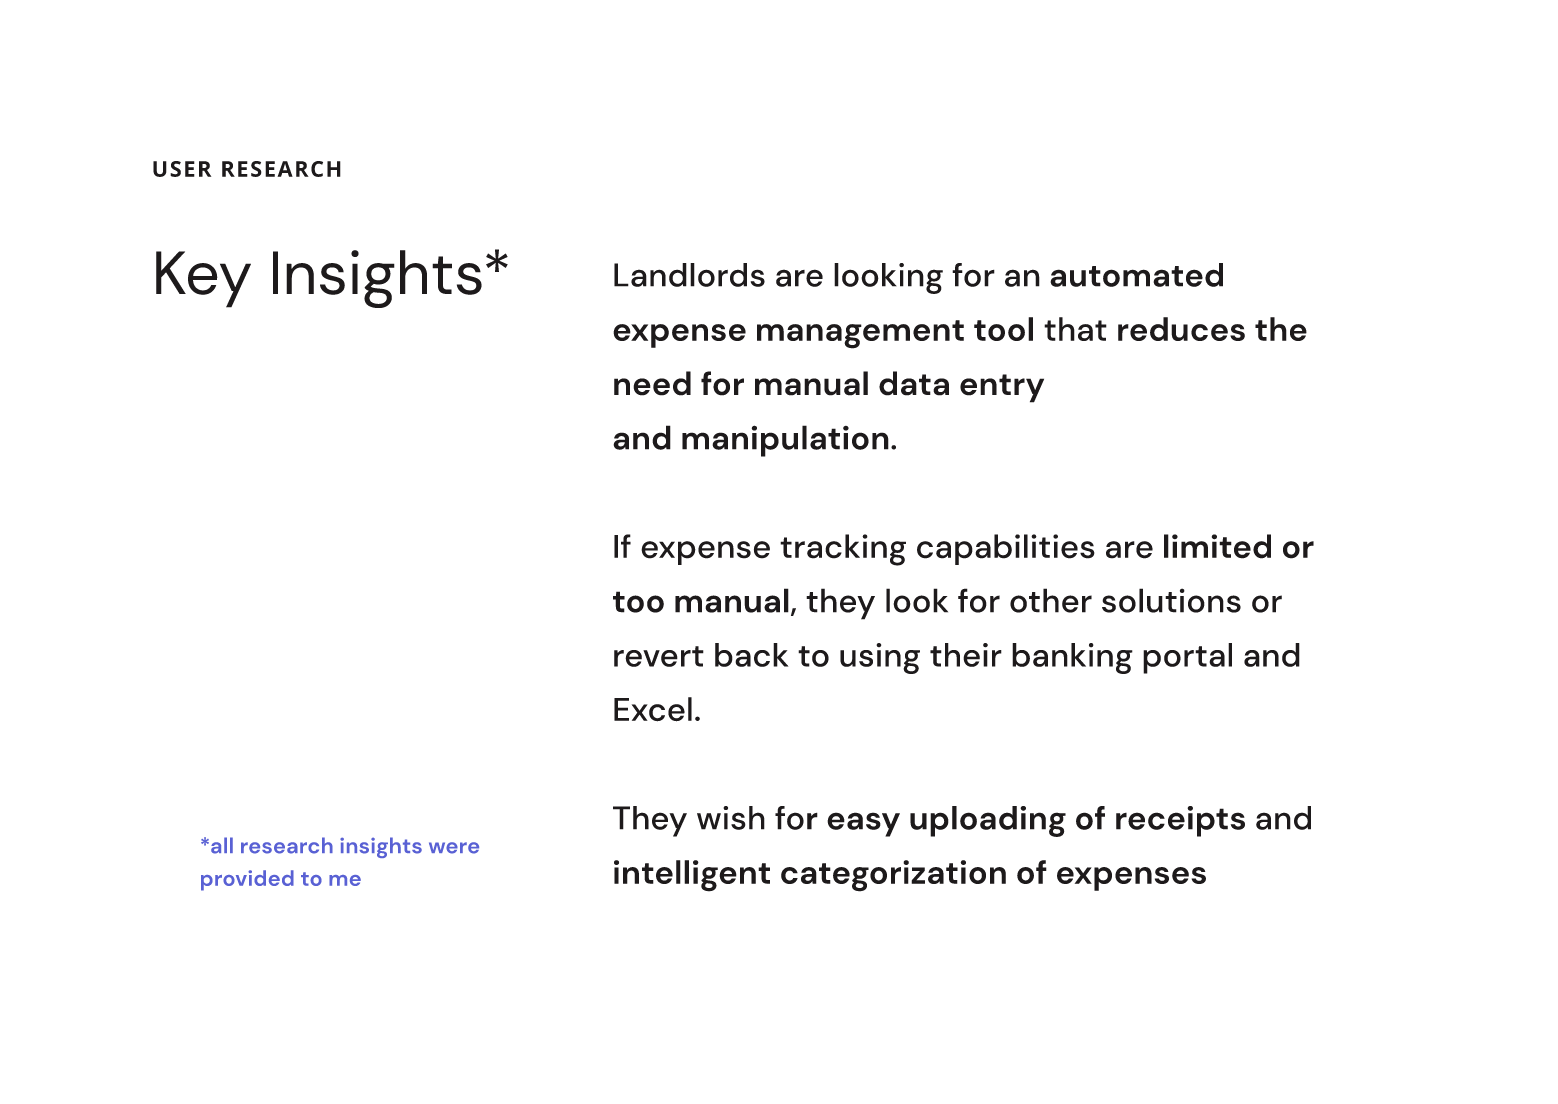 USER RESEARCH
Key Insights*
Landlords are looking for an automated
expense management tool that reduces the
need for manual data entry
and manipulation.
If expense tracking capabilities are limited or
too manual, they look for other solutions or
revert back to using their banking portal and
Excel.
They wish for easy uploading of receipts and
intelligent categorization of expenses
*all research insights were
provided to me